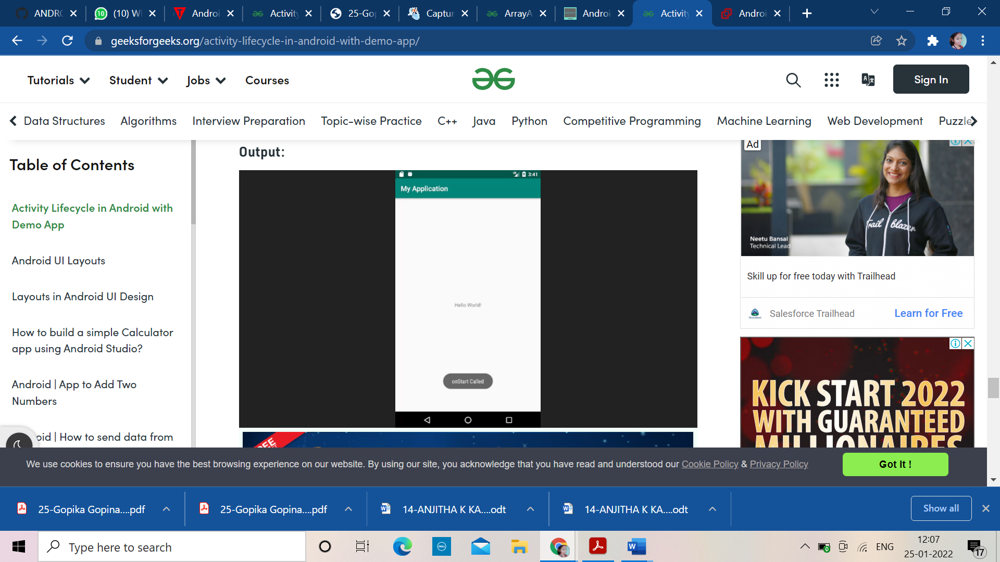 ANDRO
(10) W
Androi
Activity
25-Gop
Captur
ArrayA
Androi
Activity
Androi
geeksforgeeks.org/activity-lifecycle-in-android-with-demo-app/
Tutorials
Student
Jobs
Courses
Sign In
Data Structures
Algorithms
Interview Preparation
Topic-wise Practice
C++
Java
Python
Competitive Programming
Machine Learning
Web Development
Puzzle
Table of Contents
Activity Lifecycle in Android with
Demo App
Android UI Layouts
Layouts in Android UI Design
How to build a simple Calculator
app using Android Studio?
Android | App to Add Two
Numbers
oid | How to send data from
Output:
3:41
My Application
Hello World!
onStart Called
Ad
Trail blazer
Neetu Bansal
Technical Lead
Skill up for free today with Trailhead
Salesforce Trailhead
Learn for Free
KICK START 2022
WITH GUARANTEED
MILLIONAIRES
We use cookies to ensure you have the best browsing experience on our website. By using our site, you acknowledge that you have read and understood our Cookie Policy & Privacy Policy
Got It !
25-Gopika Gopina....pdf
25-Gopika Gopina....pdf
14-ANJITHA K KA....odt
14-ANJITHA K KA....odt
Show all
Type here to search
DELL
ENG
12:07
25-01-2022
17